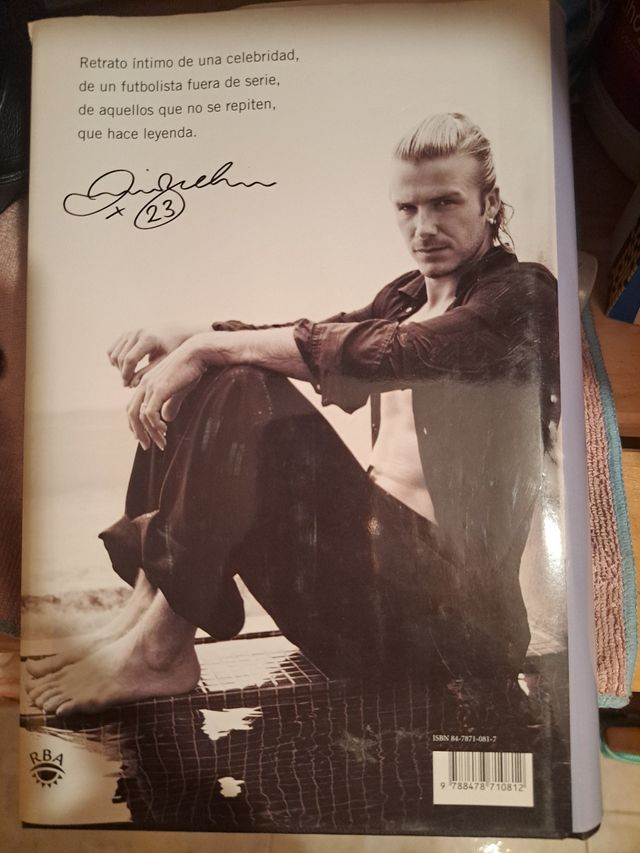 Retrato íntimo de una celebridad,
de un futbolista fuera de serie,
de aquellos que no se repiten,
que hace leyenda.
x 23
ISBN 84-7871-081-7
9 788478 710812
RBA